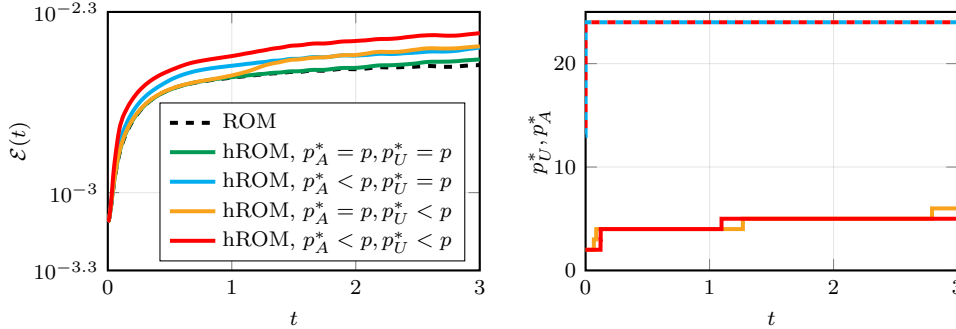 10^−2.3
10^−3
10^−3.3
ℰ(t)
0
1
2
3
t
ROM
hROM, p*_A = p, p*_U = p
hROM, p*_A < p, p*_U = p
hROM, p*_A = p, p*_U < p
hROM, p*_A < p, p*_U < p
20
10
0
p*_U, p*_A
0
1
2
3
t